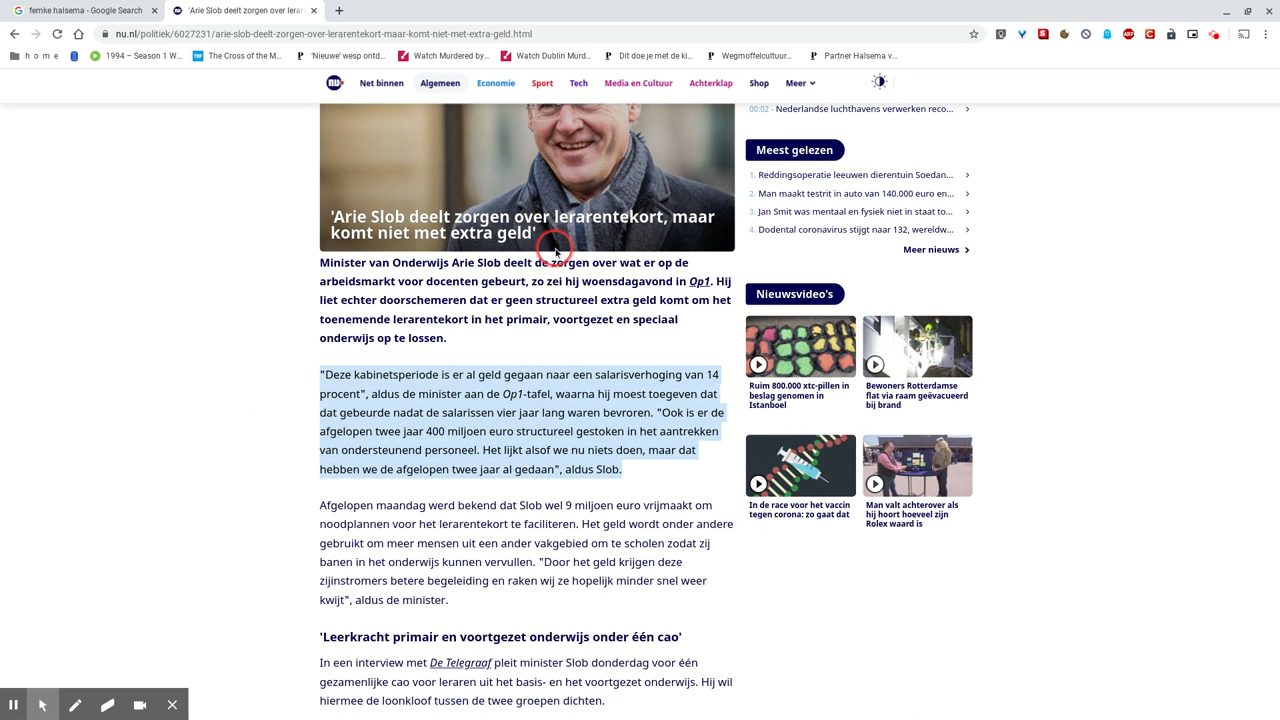 femke halsema - Google Search
'Arie Slob deelt zorgen over lerar
nu.nl/politiek/6027231/arie-slob-deelt-zorgen-over-lerarentekort-maar-komt-niet-met-extra-geld.html
h o m e
1994 – Season 1 W...
The Cross of the M...
Watch Murdered by...
Watch Dublin Murd...
'Nieuwe' wesp ontd...
Dit doe je met de ki...
Wegmoffelcultuur...
Partner Halsema v...
NU
Net binnen
Algemeen
Economie
Sport
Tech
Media en Cultuur
Achterklap
Shop
Meer
'Arie Slob deelt zorgen over lerarentekort, maar
komt niet met extra geld'
Minister van Onderwijs Arie Slob deelt de zorgen over wat er op de
arbeidsmarkt voor docenten gebeurt, zo zei hij woensdagavond in Op1. Hij
liet echter doorschemeren dat er geen structureel extra geld komt om het
toenemende lerarentekort in het primair, voortgezet en speciaal
onderwijs op te lossen.
"Deze kabinetsperiode is er al geld gegaan naar een salarisverhoging van 14
procent", aldus de minister aan de Op1-tafel, waarna hij moest toegeven dat
dat gebeurde nadat de salarissen vier jaar lang waren bevroren. "Ook is er de
afgelopen twee jaar 400 miljoen euro structureel gestoken in het aantrekken
van ondersteunend personeel. Het lijkt alsof we nu niets doen, maar dat
hebben we de afgelopen twee jaar al gedaan", aldus Slob.
Afgelopen maandag werd bekend dat Slob wel 9 miljoen euro vrijmaakt om
noodplannen voor het lerarentekort te faciliteren. Het geld wordt onder andere
gebruikt om meer mensen uit een ander vakgebied om te scholen zodat zij
banen in het onderwijs kunnen vervullen. "Door het geld krijgen deze
zijinstromers betere begeleiding en raken wij ze hopelijk minder snel weer
kwijt", aldus de minister.
'Leerkracht primair en voortgezet onderwijs onder één cao'
In een interview met De Telegraaf pleit minister Slob donderdag voor één
gezamenlijke cao voor leraren uit het basis- en het voortgezet onderwijs. Hij wil
hiermee de loonkloof tussen de twee groepen dichten.
00:02 - Nederlandse luchthavens verwerken reco...
Meest gelezen
1. Reddingsoperatie leeuwen dierentuin Soedan...
2. Man maakt testrit in auto van 140.000 euro en...
3. Jan Smit was mentaal en fysiek niet in staat to...
4. Dodental coronavirus stijgt naar 132, wereldw...
Meer nieuws
Nieuwsvideo's
Ruim 800.000 xtc-pillen in
beslag genomen in
Istanboel
Bewoners Rotterdamse
flat via raam geëvacueerd
bij brand
In de race voor het vaccin
tegen corona: zo gaat dat
Man valt achterover als
hij hoort hoeveel zijn
Rolex waard is